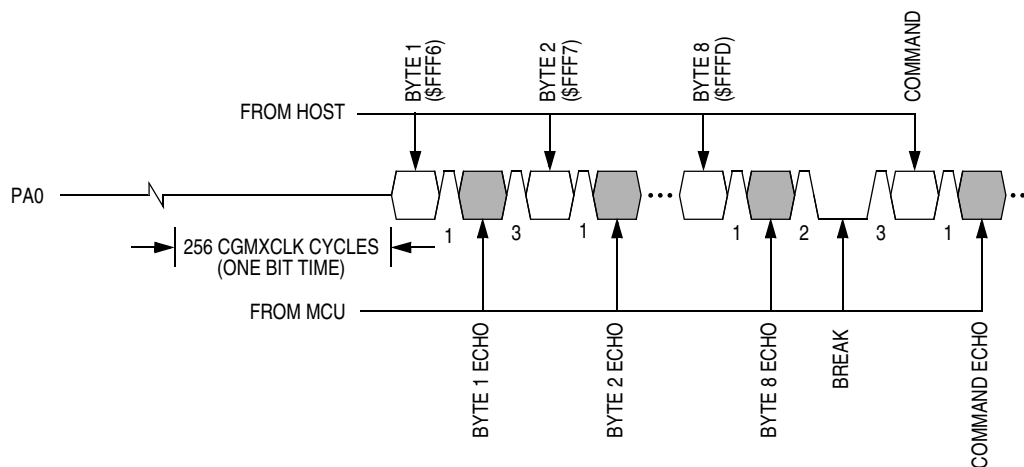 BYTE 1
($FFF6)
BYTE 2
($FFF7)
BYTE 8
($FFFD)
COMMAND
FROM HOST
PA0
1
3
1
1
2
3
1
256 CGMXCLK CYCLES
(ONE BIT TIME)
FROM MCU
BYTE 1 ECHO
BYTE 2 ECHO
BYTE 8 ECHO
BREAK
COMMAND ECHO